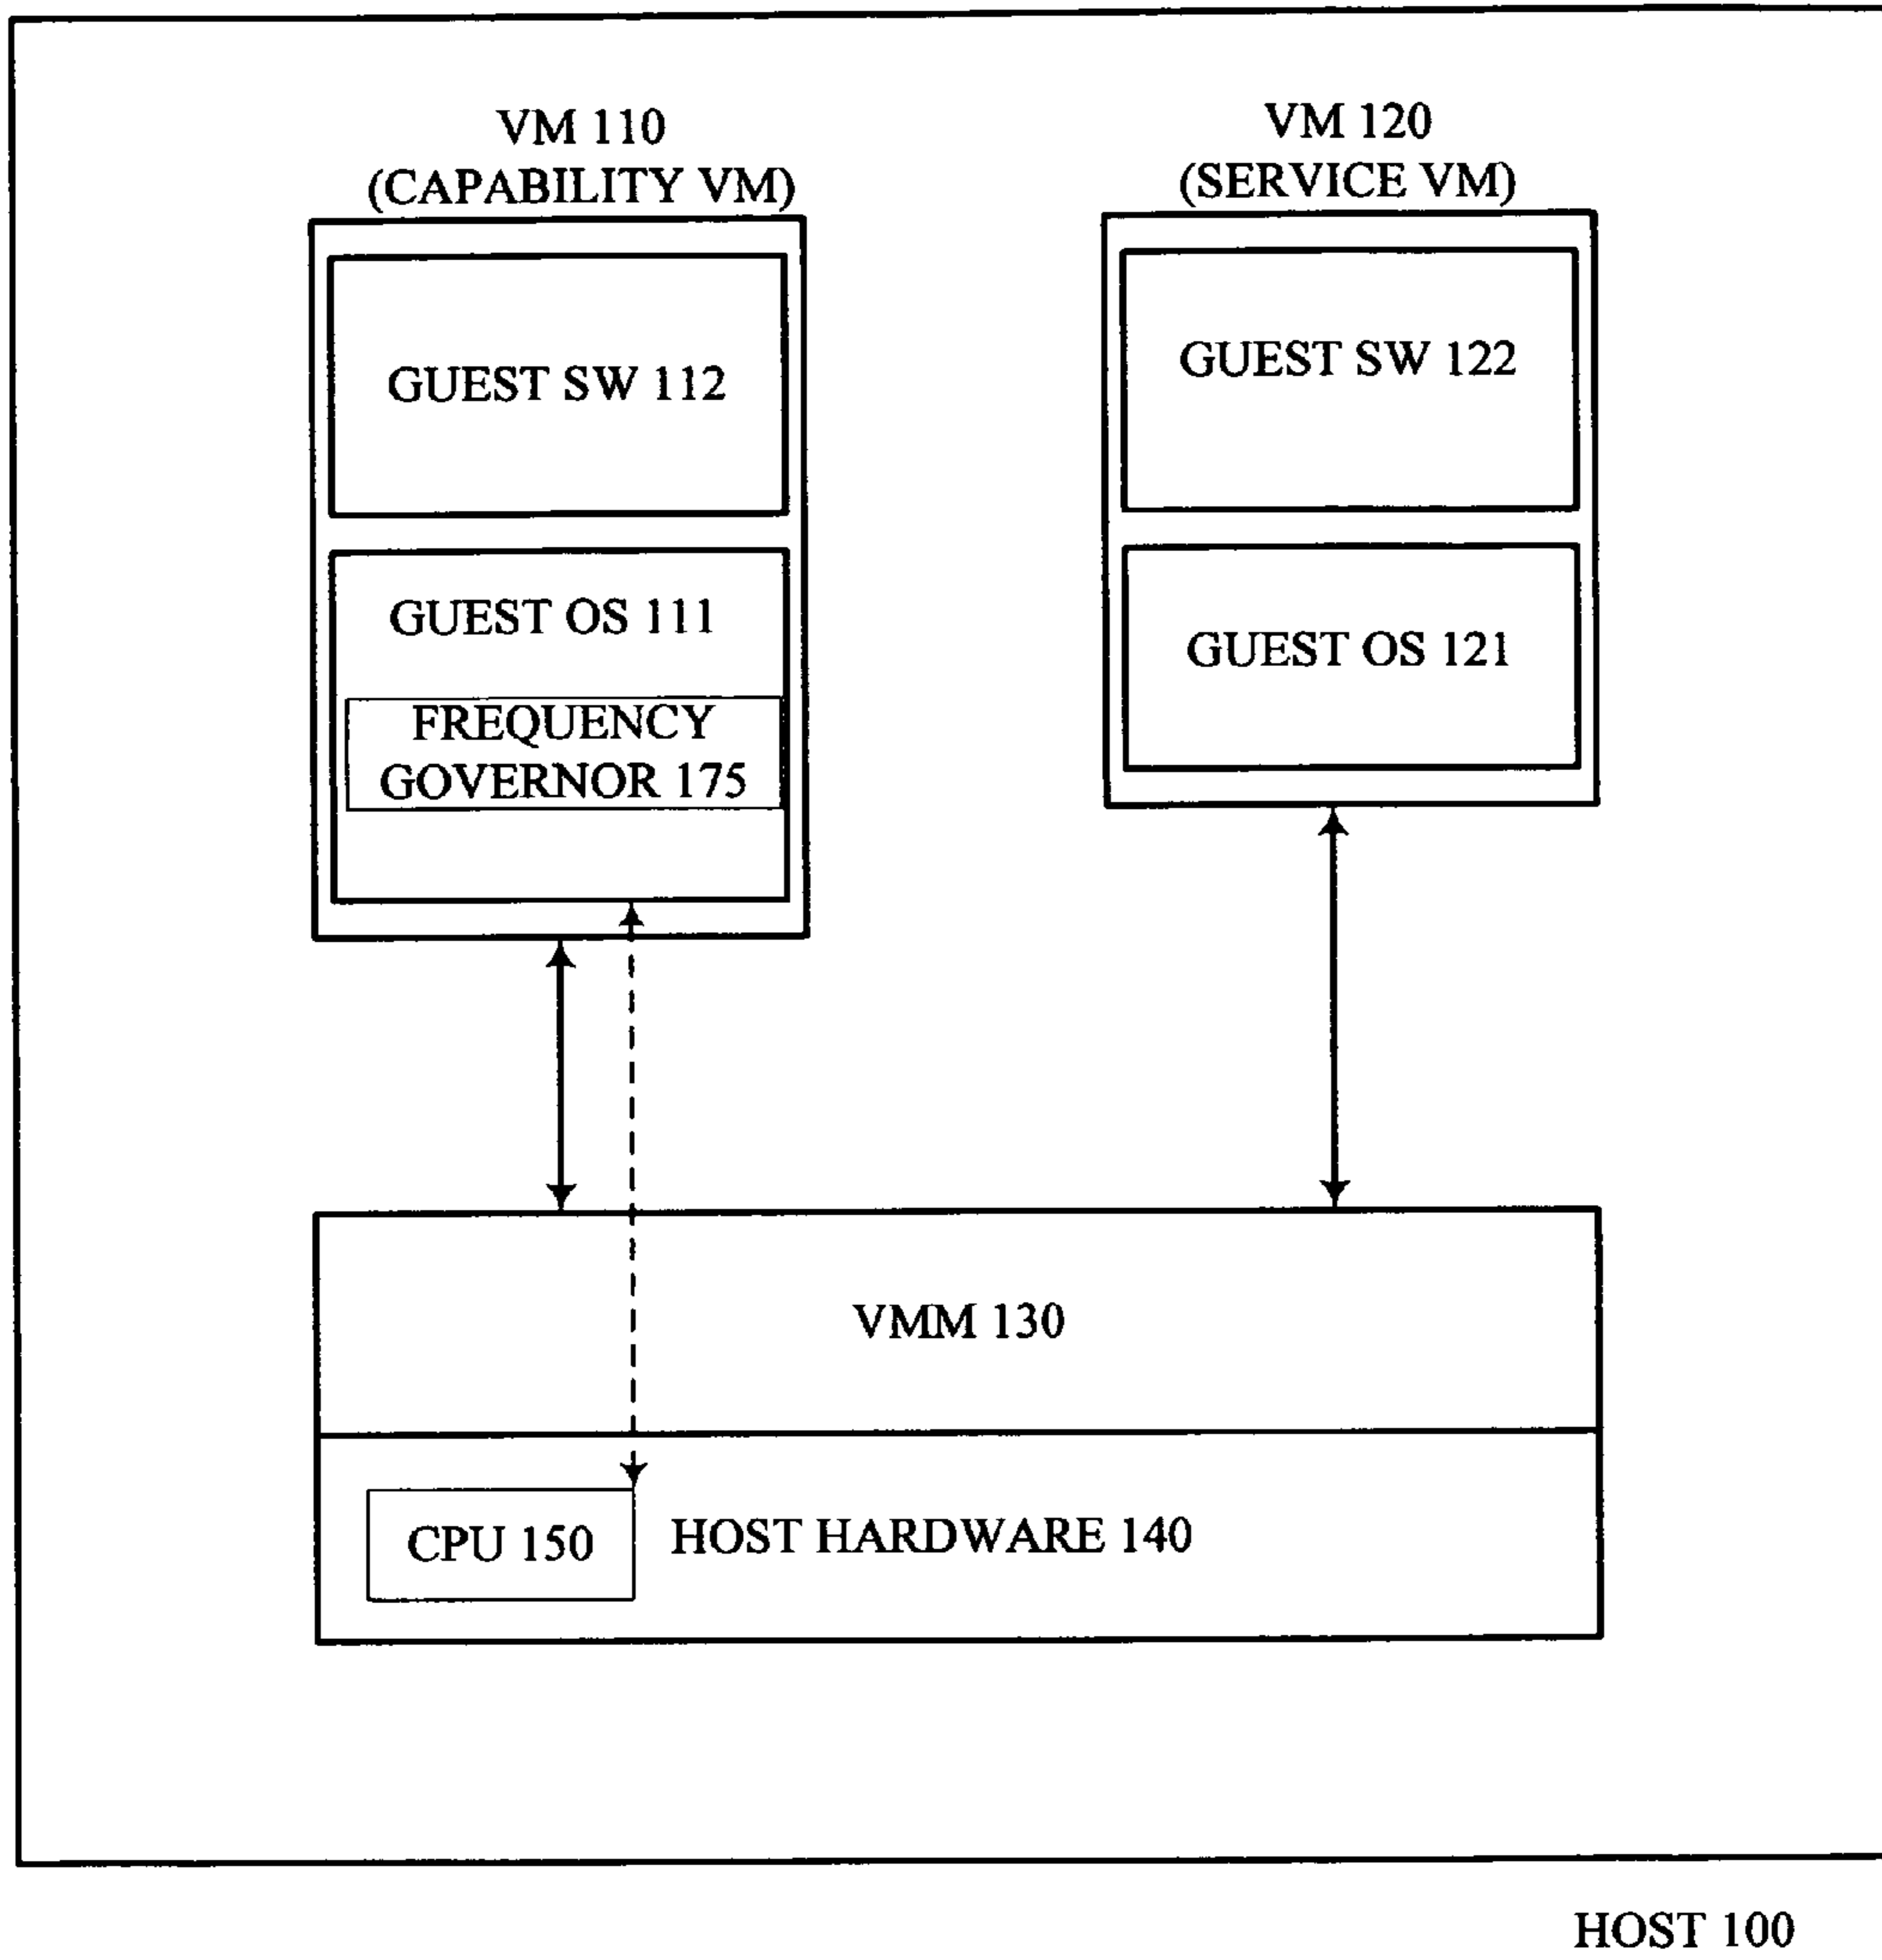 VM 110
(CAPABILITY VM)
GUEST SW 112
GUEST OS 111
FREQUENCY
GOVERNOR 175
VM 120
(SERVICE VM)
GUEST SW 122
GUEST OS 121
VMM 130
CPU 150
HOST HARDWARE 140
HOST 100